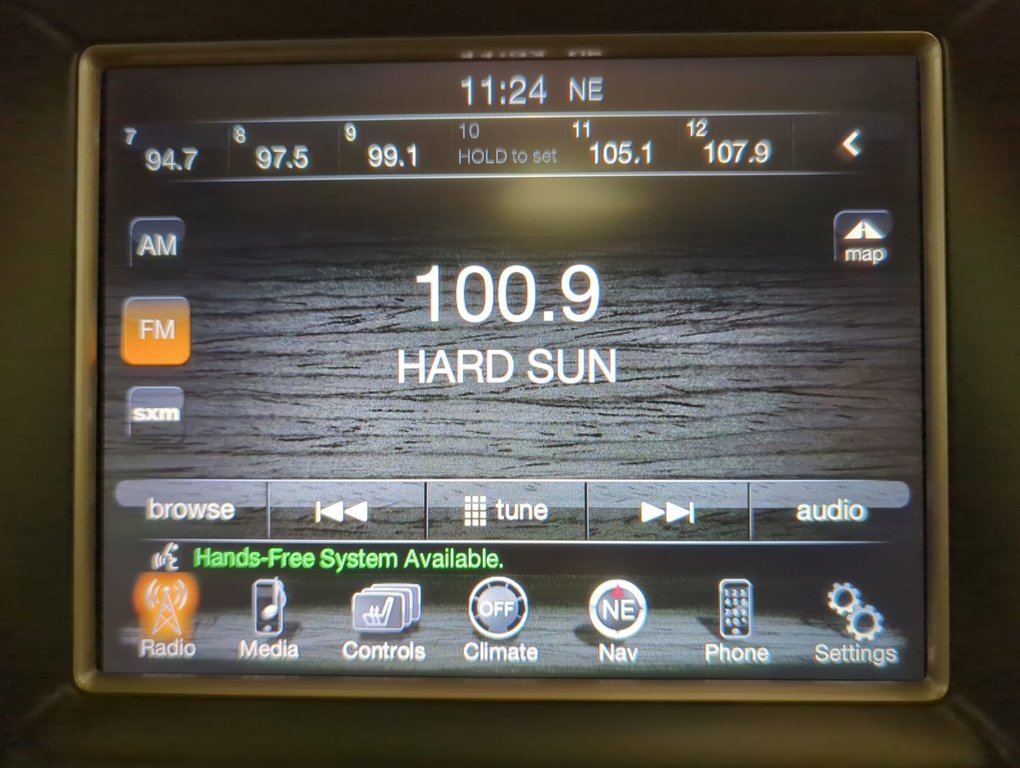 11:24 NE
7 94.7 8 97.5 9 99.1 10 HOLD to set 11 105.1 12 107.9
AM
map
100.9
FM
HARD SUN
sxm
browse tune audio
Hands-Free System Available.
OFF NE
Radio Media Controls Climate Nav Phone Settings